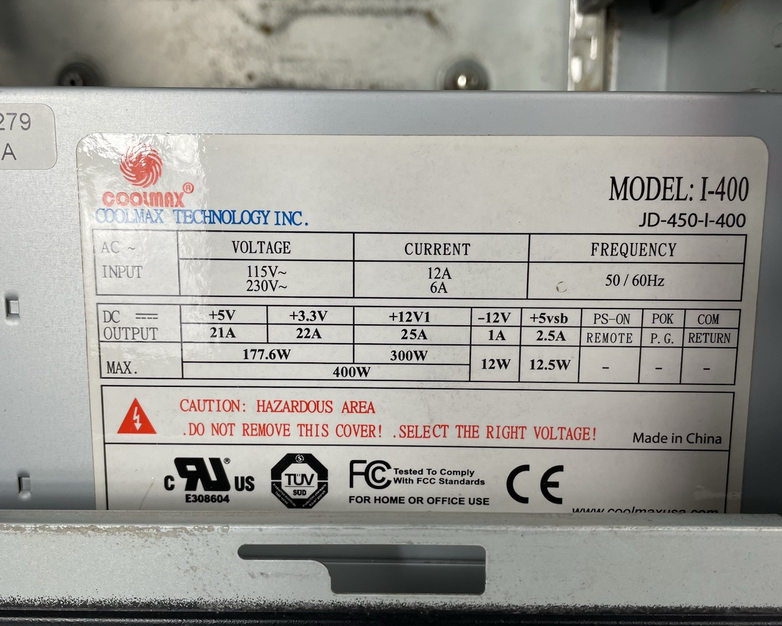 279
A
COOLMAX®
COOLMAX TECHNOLOGY INC.
MODEL: I-400
JD-450-I-400
AC ~ VOLTAGE CURRENT FREQUENCY
INPUT 115V~ 12A 50 / 60Hz
230V~ 6A
DC +5V +3.3V +12V1 -12V +5vsb PS-ON POK COM
OUTPUT 21A 22A 25A 1A 2.5A REMOTE P.G. RETURN
177.6W 300W 12W 12.5W - - -
MAX. 400W
CAUTION: HAZARDOUS AREA
.DO NOT REMOVE THIS COVER! .SELECT THE RIGHT VOLTAGE!
Made in China
c RU® US
E308604
TUV
SUD
FC Tested To Comply
With FCC Standards
FOR HOME OR OFFICE USE
CE
www.coolmaxusa.com